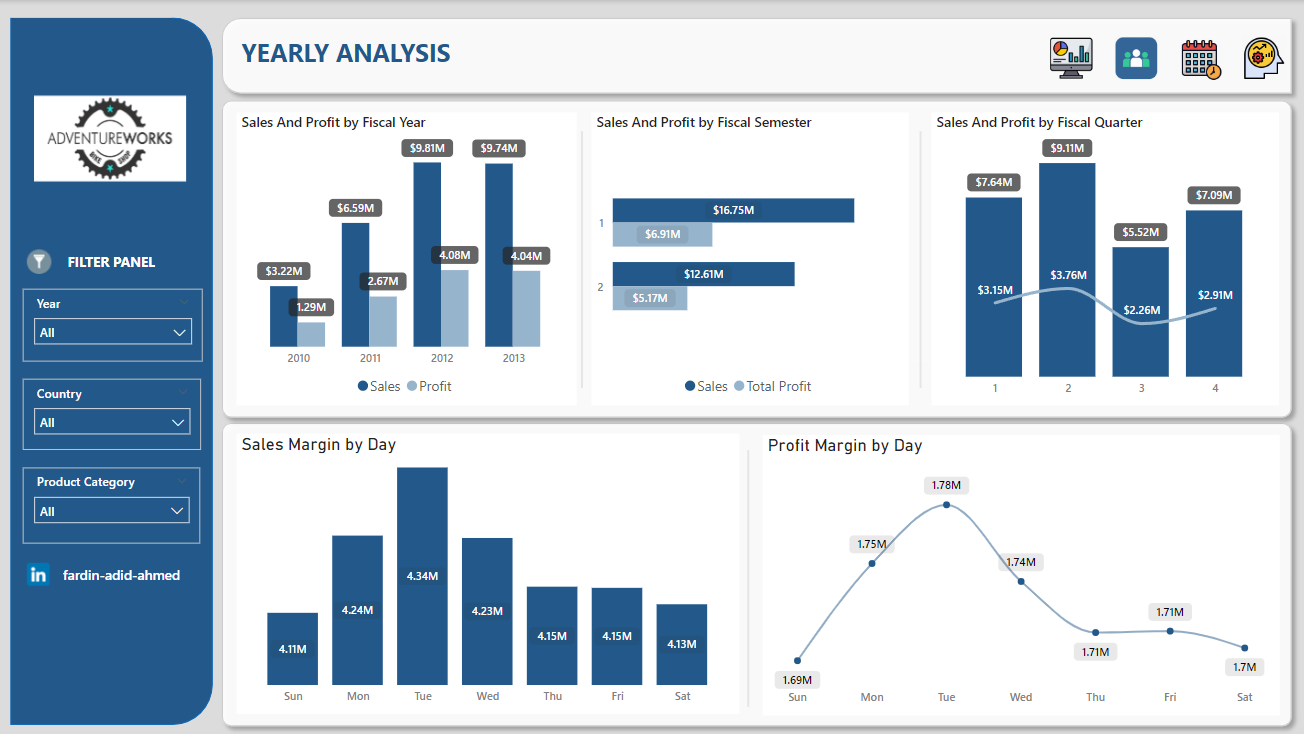 YEARLY ANALYSIS
ADVENTUREWORKS
BIKE SHOP
FILTER PANEL
Year
All
Country
All
Product Category
All
in fardin-adid-ahmed
Sales And Profit by Fiscal Year
$9.81M $9.74M
$6.59M
$3.22M 4.08M 4.04M
2.67M
1.29M
2010 2011 2012 2013
Sales Profit
Sales And Profit by Fiscal Semester
1 $16.75M
$6.91M
2 $12.61M
$5.17M
Sales Total Profit
Sales And Profit by Fiscal Quarter
$9.11M
$7.64M $7.09M
$5.52M
$3.15M $3.76M $2.26M $2.91M
1 2 3 4
Sales Margin by Day
4.11M 4.24M 4.34M 4.23M 4.15M 4.15M 4.13M
Sun Mon Tue Wed Thu Fri Sat
Profit Margin by Day
1.69M 1.75M 1.78M 1.74M 1.71M 1.71M 1.7M
Sun Mon Tue Wed Thu Fri Sat